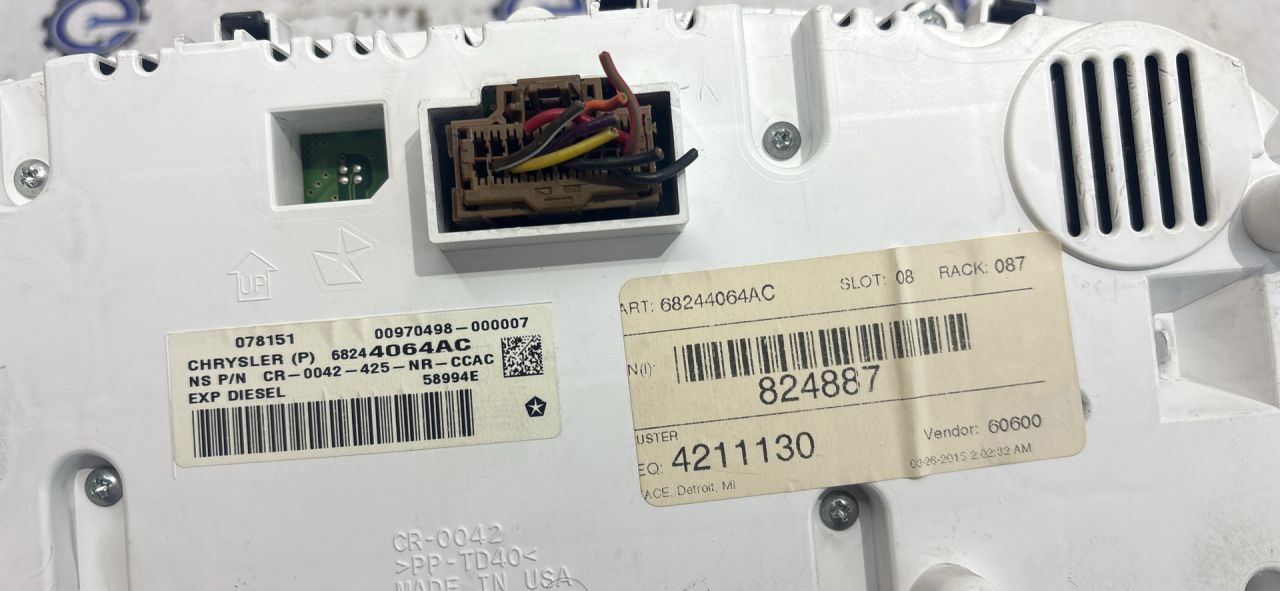 UP
078151 00970498-000007
CHRYSLER (P) 68244064AC
NS P/N CR-0042-425-NR-CCAC
58994E
EXP DIESEL
ART: 68244064AC SLOT: 08 RACK: 087
N(I):
824887
USTER
EQ: 4211130 Vendor: 60600
ACE, Detroit, MI 03-26-2015 2:02:32 AM
CR-0042
>PP-TD40<
MADE IN USA